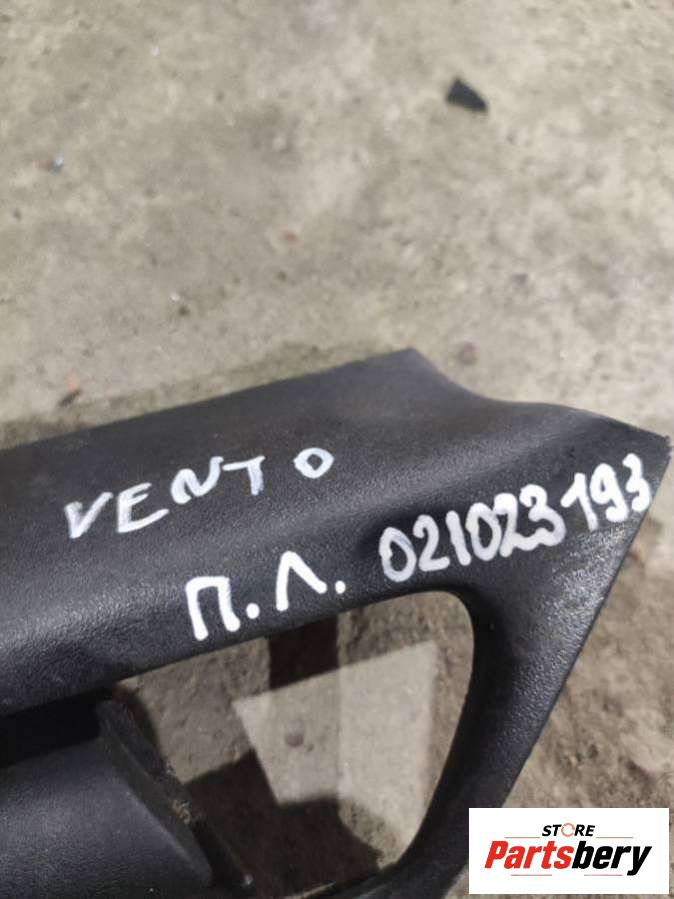 VENTO
П.Л. 021023193
STORE
Partsbery